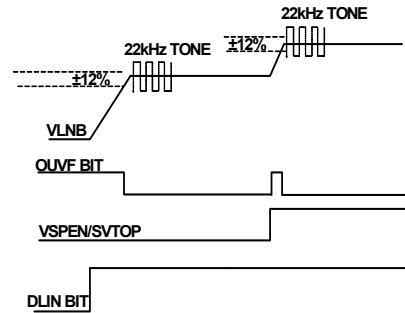 22kHz TONE
22kHz TONE
±12%
±12%
VLNB
OUVF BIT
VSPEN/SVTOP
DLIN BIT